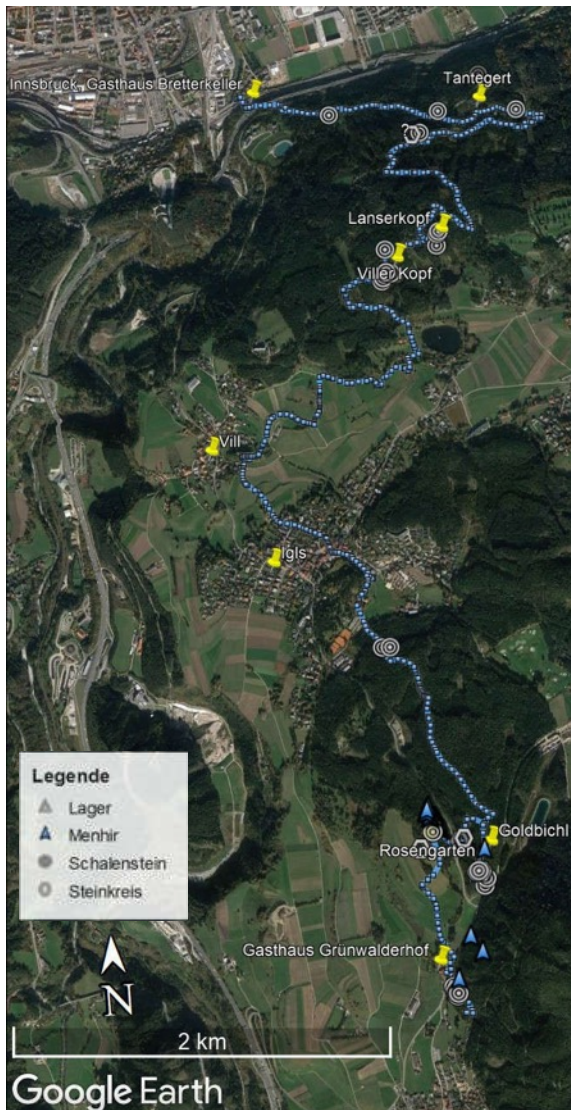 Innsbruck, Gasthaus Bretterkeller
Tantegert
?
Lanserkopf
Viller Kopf
Vill
Igls
Legende
Lager
Menhir
Schalenstein
Steinkreis
Goldbichl
Rosengarten
Gasthaus Grünwalderhof
N
2 km
Google Earth